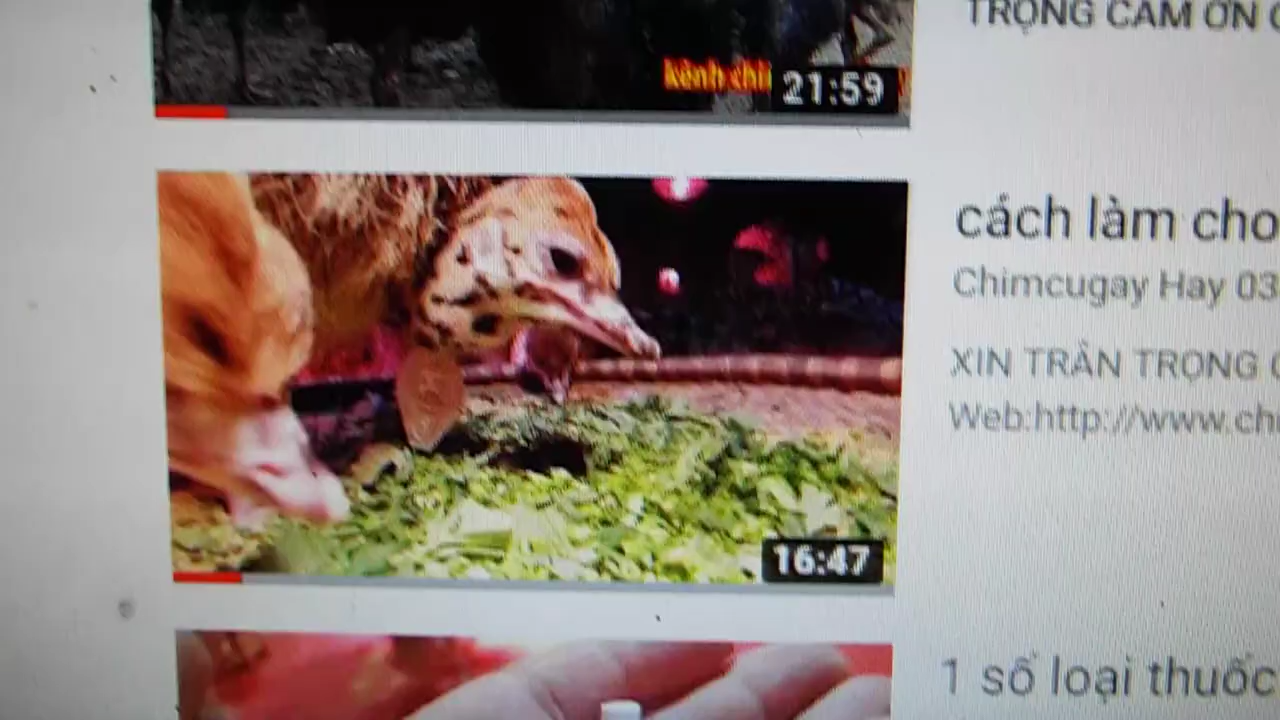 TRỌNG CẢM ƠN
kênh chi
21:59
cách làm cho
Chimcugay Hay 03
XIN TRÂN TRỌNG
Web:http://www.ch
16:47
1 số loại thuốc